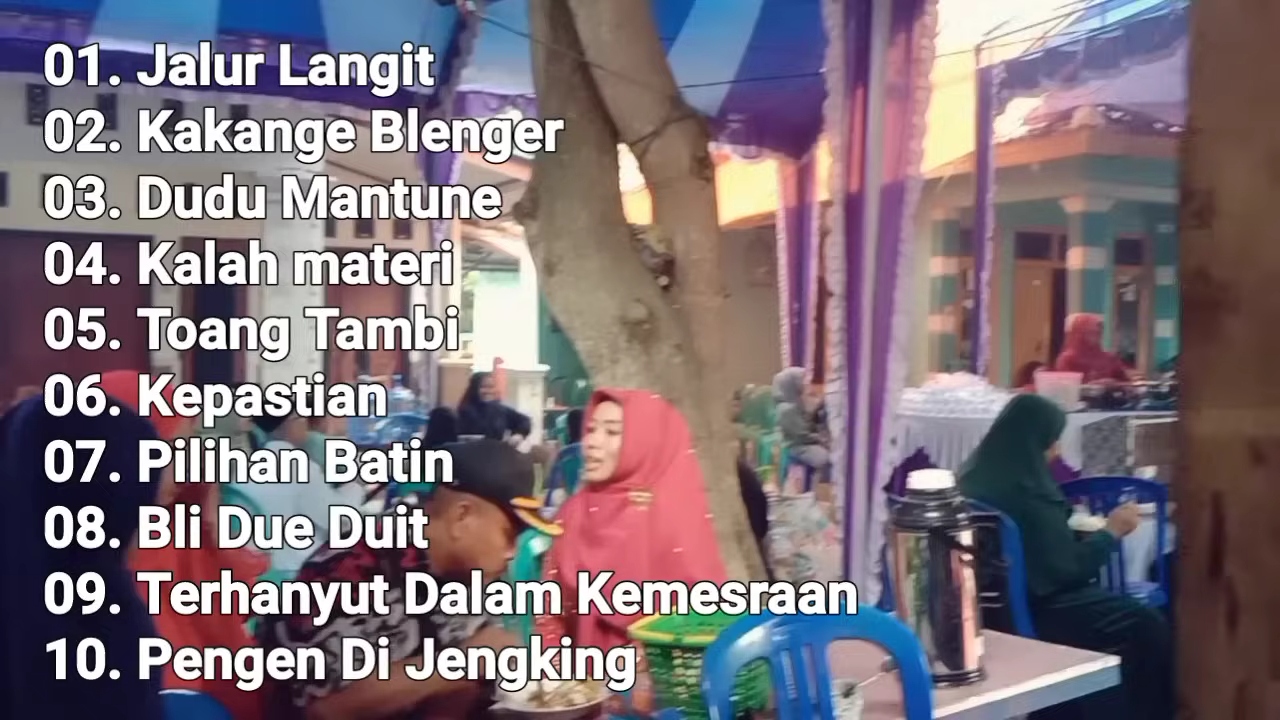 01. Jalur Langit
02. Kakange Blenger
03. Dudu Mantune
04. Kalah materi
05. Toang Tambi
06. Kepastian
07. Pilihan Batin
08. Bli Due Duit
09. Terhanyut Dalam Kemesraan
10. Pengen Di Jengking